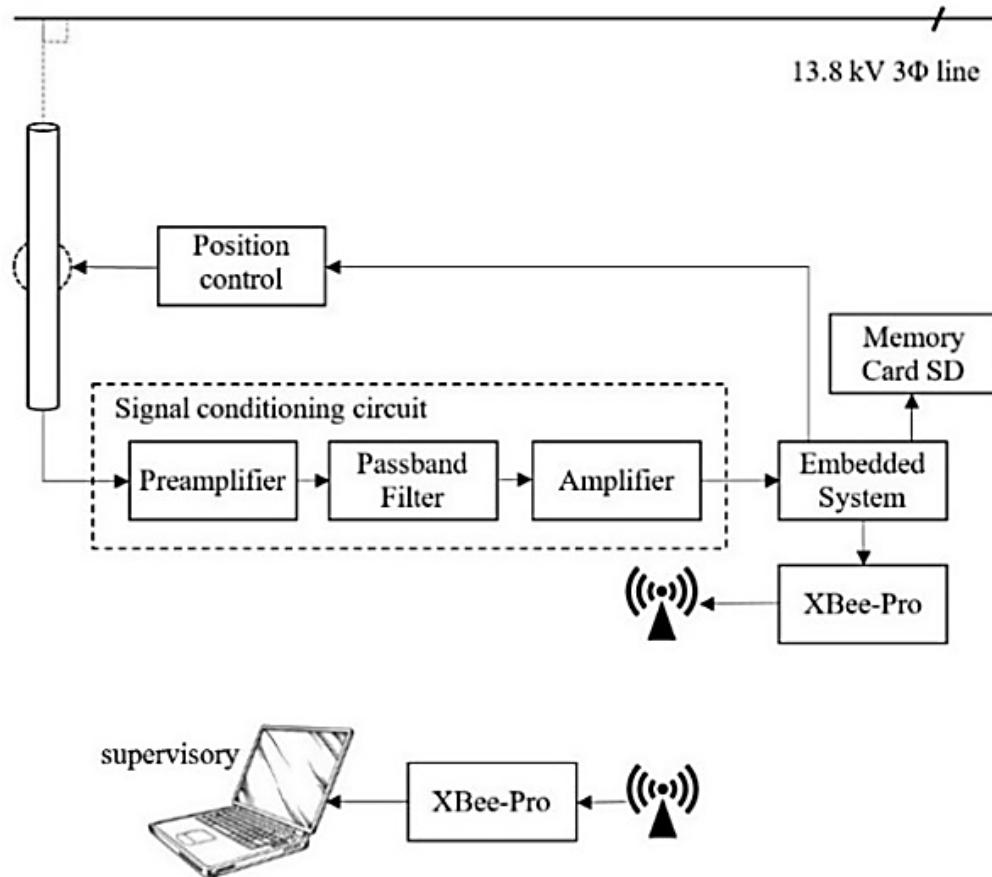 13.8 kV 3Φ line
Position
control
Memory
Card SD
Signal conditioning circuit
Preamplifier
Passband
Filter
Amplifier
Embedded
System
XBee-Pro
supervisory
XBee-Pro